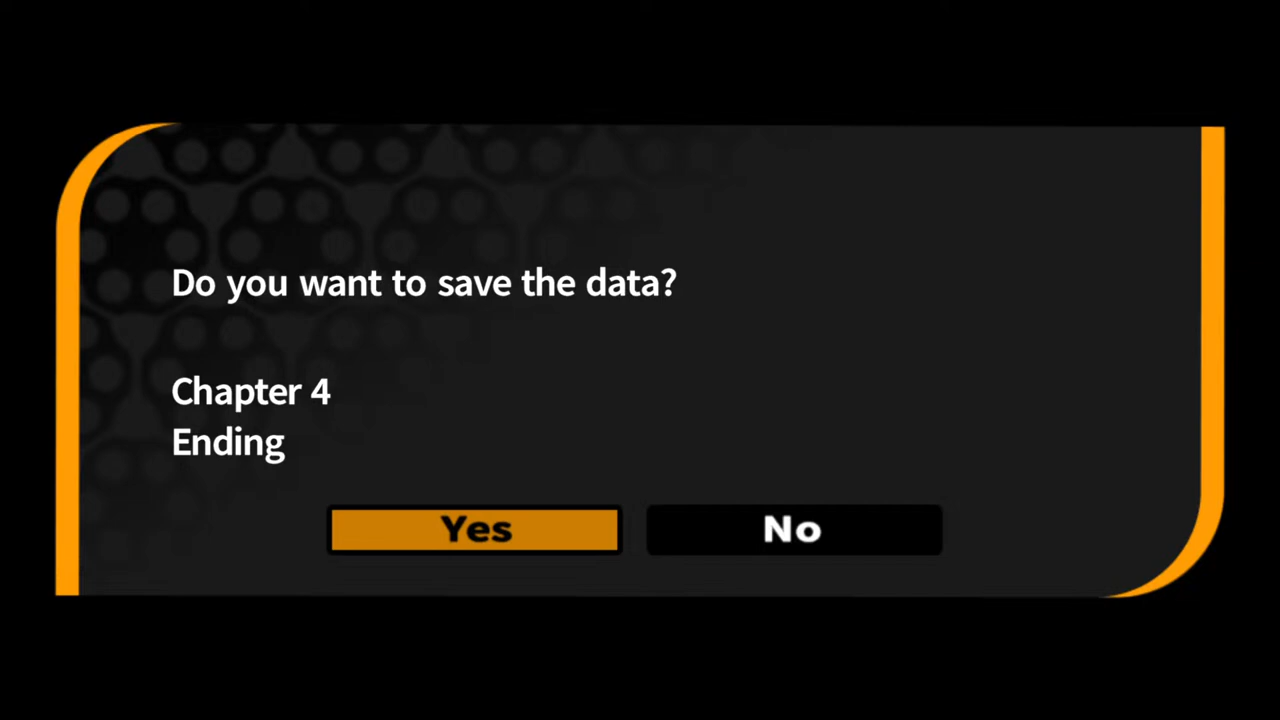 Do you want to save the data?
Chapter 4
Ending
Yes
No